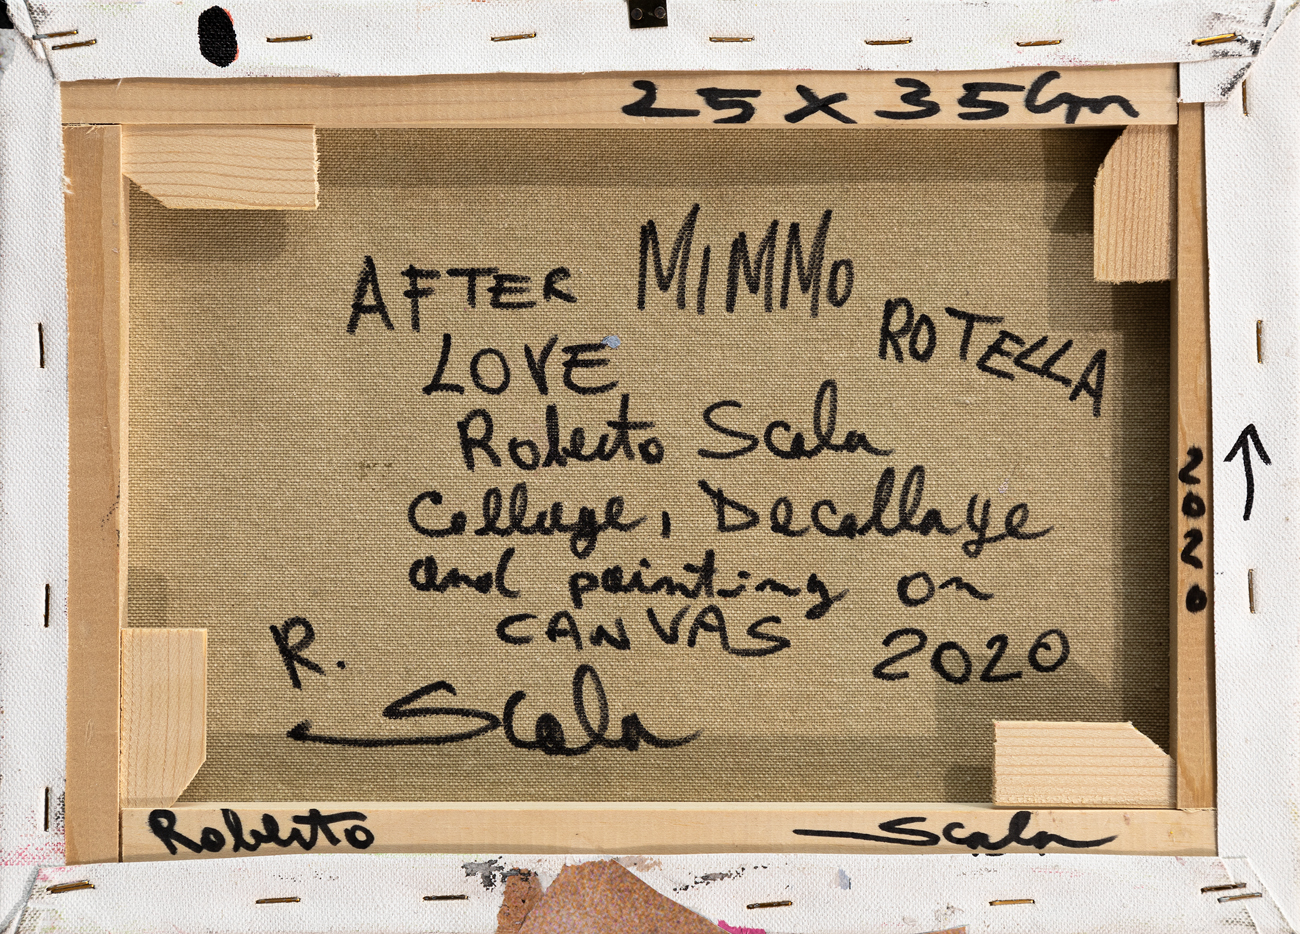 25 X 35 Cm
AFTER MIMMO
ROTELLA
LOVE
Roberto Scala
Collage, Decollage
and painting on
CANVAS 2020
R.
Scala
2020
Roberto Scala